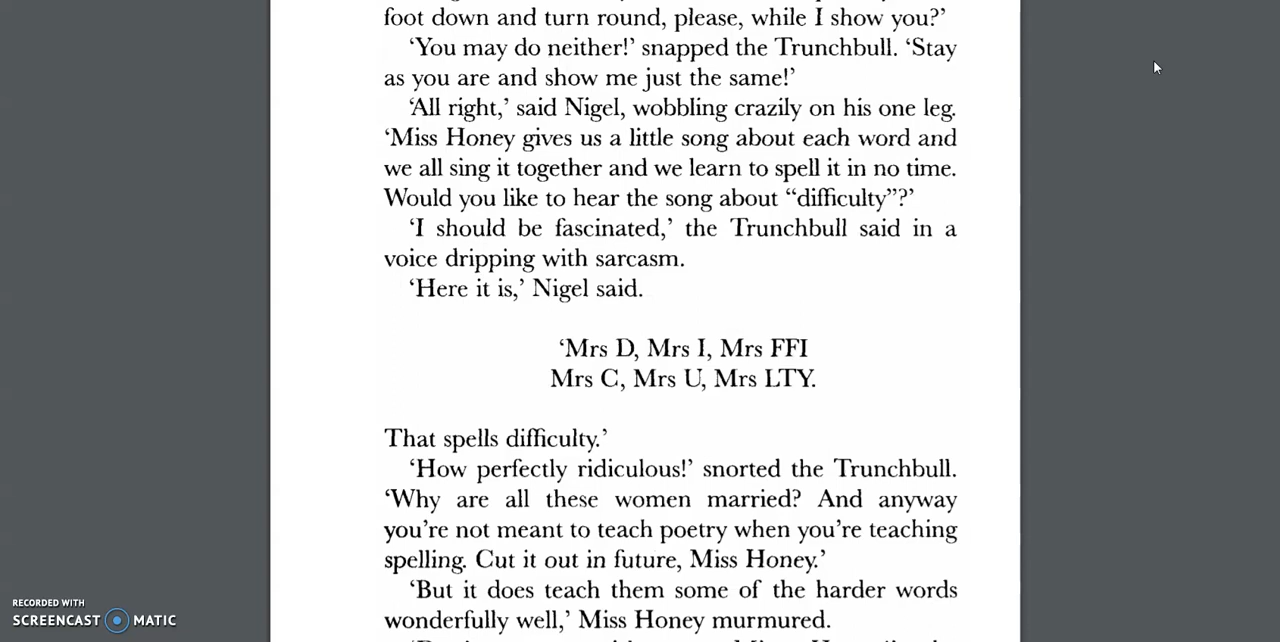 foot down and turn round, please, while I show you?’
‘You may do neither!’ snapped the Trunchbull. ‘Stay
as you are and show me just the same!’
‘All right,’ said Nigel, wobbling crazily on his one leg.
‘Miss Honey gives us a little song about each word and
we all sing it together and we learn to spell it in no time.
Would you like to hear the song about “difficulty”?’
‘I should be fascinated,’ the Trunchbull said in a
voice dripping with sarcasm.
‘Here it is,’ Nigel said.
‘Mrs D, Mrs I, Mrs FFI
Mrs C, Mrs U, Mrs LTY.
That spells difficulty.’
‘How perfectly ridiculous!’ snorted the Trunchbull.
‘Why are all these women married? And anyway
you’re not meant to teach poetry when you’re teaching
spelling. Cut it out in future, Miss Honey.’
‘But it does teach them some of the harder words
wonderfully well,’ Miss Honey murmured.
RECORDED WITH
SCREENCAST MATIC